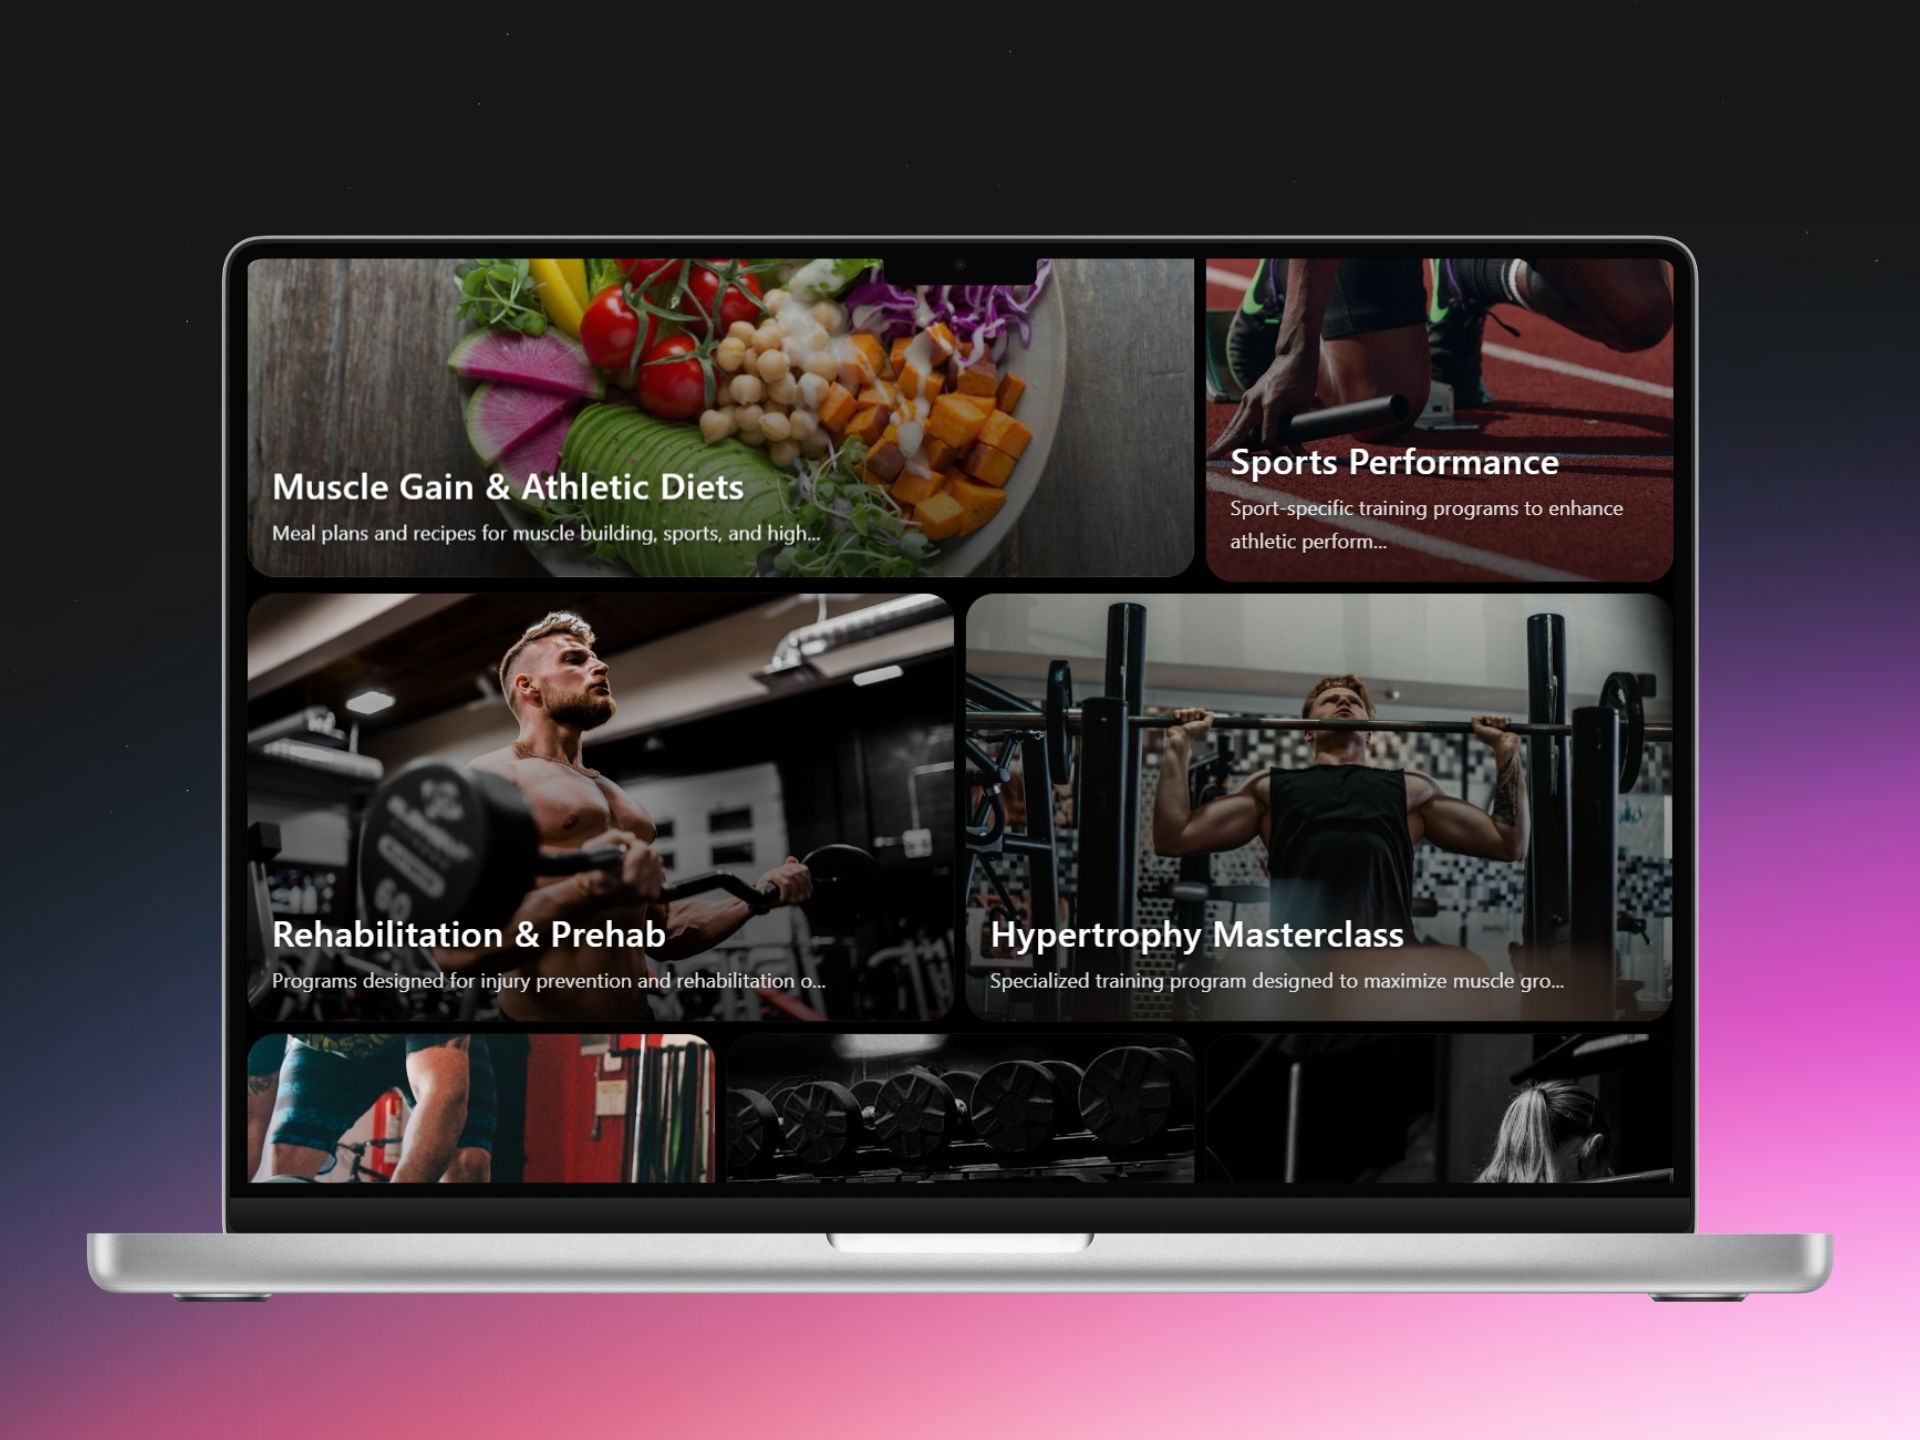 Muscle Gain & Athletic Diets
Meal plans and recipes for muscle building, sports, and high...
Sports Performance
Sport-specific training programs to enhance
athletic perform...
60
Rehabilitation & Prehab
Programs designed for injury prevention and rehabilitation o...
Hypertrophy Masterclass
Specialized training program designed to maximize muscle gro...